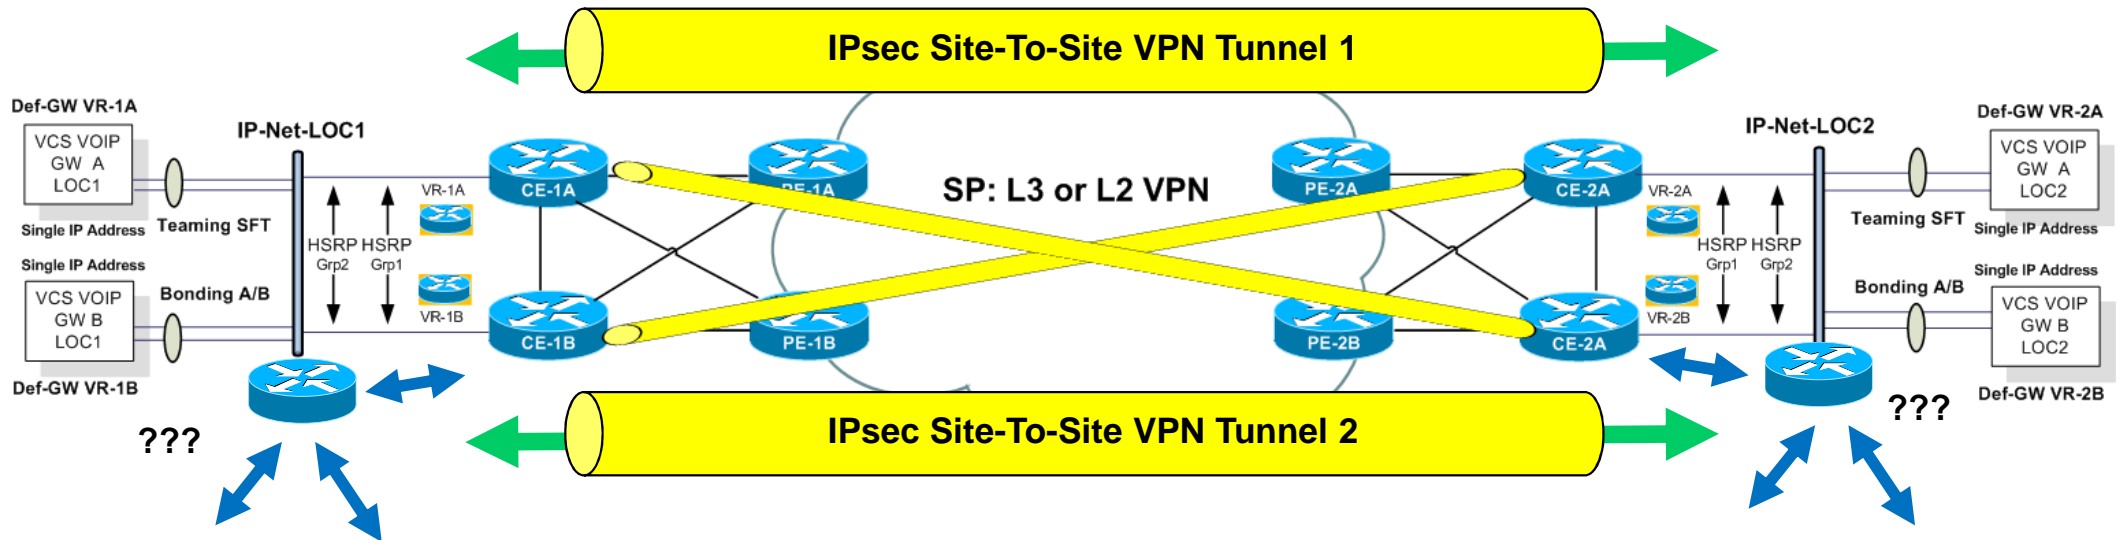 IPsec Site-To-Site VPN Tunnel 1
Def-GW VR-1A
VCS VOIP
GW A
LOC1
Single IP Address
Teaming SFT
IP-Net-LOC1
HSRP
Grp2
HSRP
Grp1
VR-1A
VR-1B
Single IP Address
VCS VOIP
GW B
LOC1
Bonding A/B
Def-GW VR-1B
???
CE-1A
CE-1B
PE-1A
PE-1B
SP: L3 or L2 VPN
PE-2A
PE-2B
CE-2A
CE-2A
VR-2A
VR-2B
HSRP
Grp1
HSRP
Grp2
IP-Net-LOC2
Def-GW VR-2A
VCS VOIP
GW A
LOC2
Teaming SFT
Single IP Address
Single IP Address
Bonding A/B
VCS VOIP
GW B
LOC2
Def-GW VR-2B
???
IPsec Site-To-Site VPN Tunnel 2